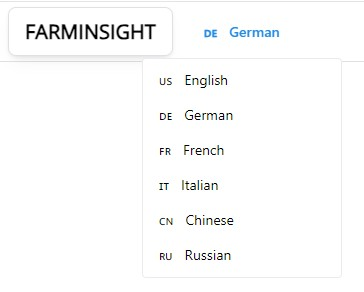 FARMINSIGHT DE German
US English
DE German
FR French
IT Italian
CN Chinese
RU Russian